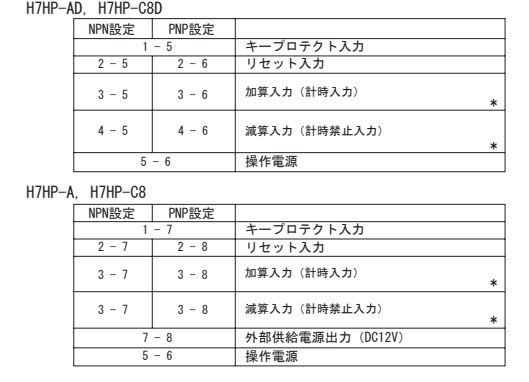 H7HP-AD, H7HP-C8D
NPN設定 PNP設定
1 - 5 キープロテクト入力
2 - 5 2 - 6 リセット入力
3 - 5 3 - 6 加算入力（計時入力） *
4 - 5 4 - 6 減算入力（計時禁止入力） *
5 - 6 操作電源
H7HP-A, H7HP-C8
NPN設定 PNP設定
1 - 7 キープロテクト入力
2 - 7 2 - 8 リセット入力
3 - 7 3 - 8 加算入力（計時入力） *
3 - 7 3 - 8 減算入力（計時禁止入力） *
7 - 8 外部供給電源出力（DC12V）
5 - 6 操作電源